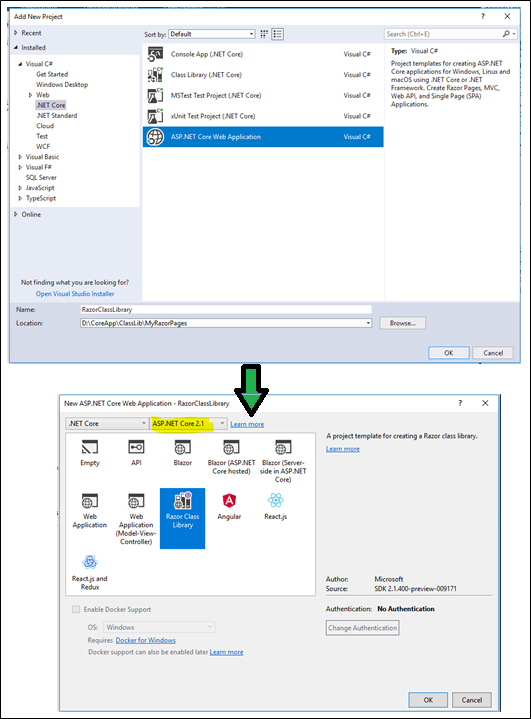 Add New Project
Recent
Installed
Visual C#
Get Started
Windows Desktop
Web
.NET Core
.NET Standard
Cloud
Test
WCF
Visual Basic
Visual F#
SQL Server
JavaScript
TypeScript
Online
Not finding what you are looking for?
Open Visual Studio Installer
Sort by: Default
Search (Ctrl+E)
Console App (.NET Core) Visual C#
Class Library (.NET Core) Visual C#
MSTest Test Project (.NET Core) Visual C#
xUnit Test Project (.NET Core) Visual C#
ASP.NET Core Web Application Visual C#
Type: Visual C#
Project templates for creating ASP.NET
Core applications for Windows, Linux and
macOS using .NET Core or .NET
Framework. Create Razor Pages, MVC,
Web API, and Single Page (SPA)
Applications.
Name: RazorClassLibrary
Location: D:\CoreApp\ClassLib\MyRazorPages Browse...
OK Cancel
New ASP.NET Core Web Application - RazorClassLibrary
.NET Core ASP.NET Core 2.1 Learn more
Empty
API
Blazor
Blazor (ASP.NET
Core hosted)
Blazor (Server-
side in ASP.NET
Core)
Web
Application
Web
Application
(Model-View-
Controller)
Razor Class
Library
Angular
React.js
React.js and
Redux
A project template for creating a Razor class library.
Learn more
Author: Microsoft
Source: SDK 2.1.400-preview-009171
Authentication: No Authentication
Change Authentication
Enable Docker Support
OS: Windows
Requires Docker for Windows
Docker support can also be enabled later Learn more
OK Cancel